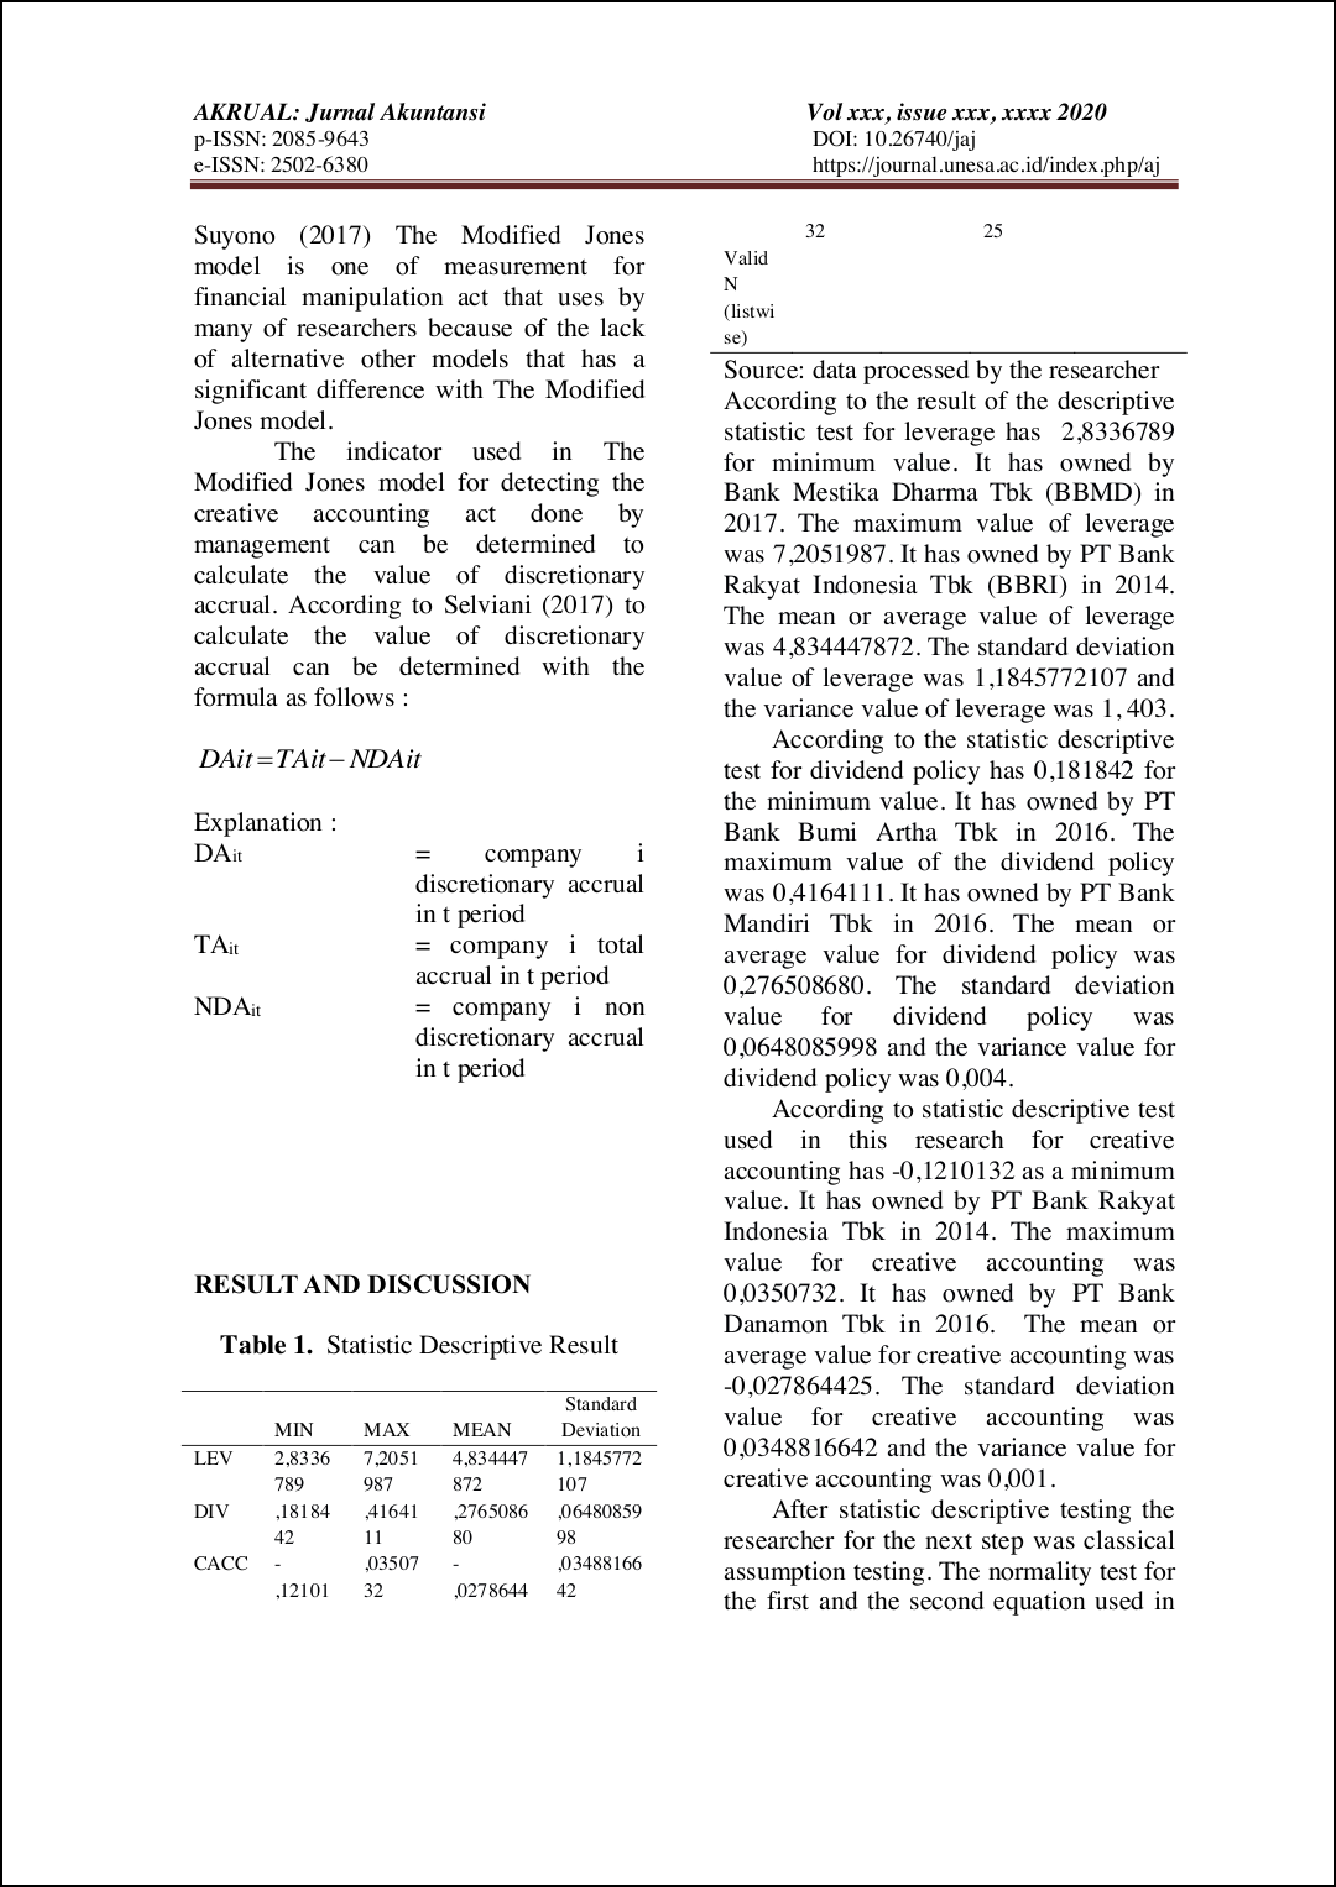 AKRUAL: Jurnal Akuntansi
p-ISSN: 2085-9643
e-ISSN: 2502-6380
Vol xxx, issue xxx, xxxx 2020
DOI: 10.26740/jaj
https://journal.unesa.ac.id/index.php/aj
Suyono (2017) The Modified Jones
model is one of measurement for
financial manipulation act that uses by
many of researchers because of the lack
of alternative other models that has a
significant difference with The Modified
Jones model.
The indicator used in The
Modified Jones model for detecting the
creative accounting act done by
management can be determined to
calculate the value of discretionary
accrual. According to Selviani (2017) to
calculate the value of discretionary
accrual can be determined with the
formula as follows :
DAit=TAit−NDAit
Explanation :
DAit = company i
discretionary accrual
in t period
TAit = company i total
accrual in t period
NDAit = company i non
discretionary accrual
in t period
RESULT AND DISCUSSION
Table 1. Statistic Descriptive Result
Standard
MIN MAX MEAN Deviation
LEV 2,8336 7,2051 4,834447 1,1845772
789 987 872 107
DIV ,18184 ,41641 ,2765086 ,06480859
42 11 80 98
CACC - ,03507 - ,03488166
,12101 32 ,0278644 42
32 25
Valid
N
(listwi
se)
Source: data processed by the researcher
According to the result of the descriptive
statistic test for leverage has 2,8336789
for minimum value. It has owned by
Bank Mestika Dharma Tbk (BBMD) in
2017. The maximum value of leverage
was 7,2051987. It has owned by PT Bank
Rakyat Indonesia Tbk (BBRI) in 2014.
The mean or average value of leverage
was 4,834447872. The standard deviation
value of leverage was 1,1845772107 and
the variance value of leverage was 1, 403.
According to the statistic descriptive
test for dividend policy has 0,181842 for
the minimum value. It has owned by PT
Bank Bumi Artha Tbk in 2016. The
maximum value of the dividend policy
was 0,4164111. It has owned by PT Bank
Mandiri Tbk in 2016. The mean or
average value for dividend policy was
0,276508680. The standard deviation
value for dividend policy was
0,0648085998 and the variance value for
dividend policy was 0,004.
According to statistic descriptive test
used in this research for creative
accounting has -0,1210132 as a minimum
value. It has owned by PT Bank Rakyat
Indonesia Tbk in 2014. The maximum
value for creative accounting was
0,0350732. It has owned by PT Bank
Danamon Tbk in 2016. The mean or
average value for creative accounting was
-0,027864425. The standard deviation
value for creative accounting was
0,0348816642 and the variance value for
creative accounting was 0,001.
After statistic descriptive testing the
researcher for the next step was classical
assumption testing. The normality test for
the first and the second equation used in